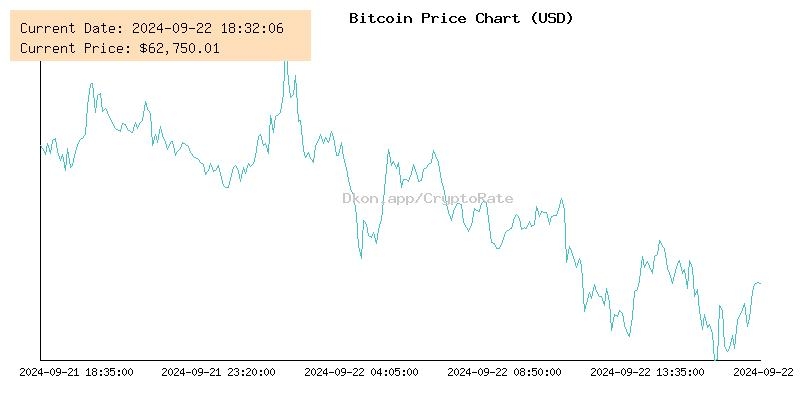 Bitcoin Price Chart (USD)
Current Date: 2024-09-22 18:32:06
Current Price: $62,750.01
Dkon.app/CryptoRate
2024-09-21 18:35:00 2024-09-21 23:20:00 2024-09-22 04:05:00 2024-09-22 08:50:00 2024-09-22 13:35:00 2024-09-22